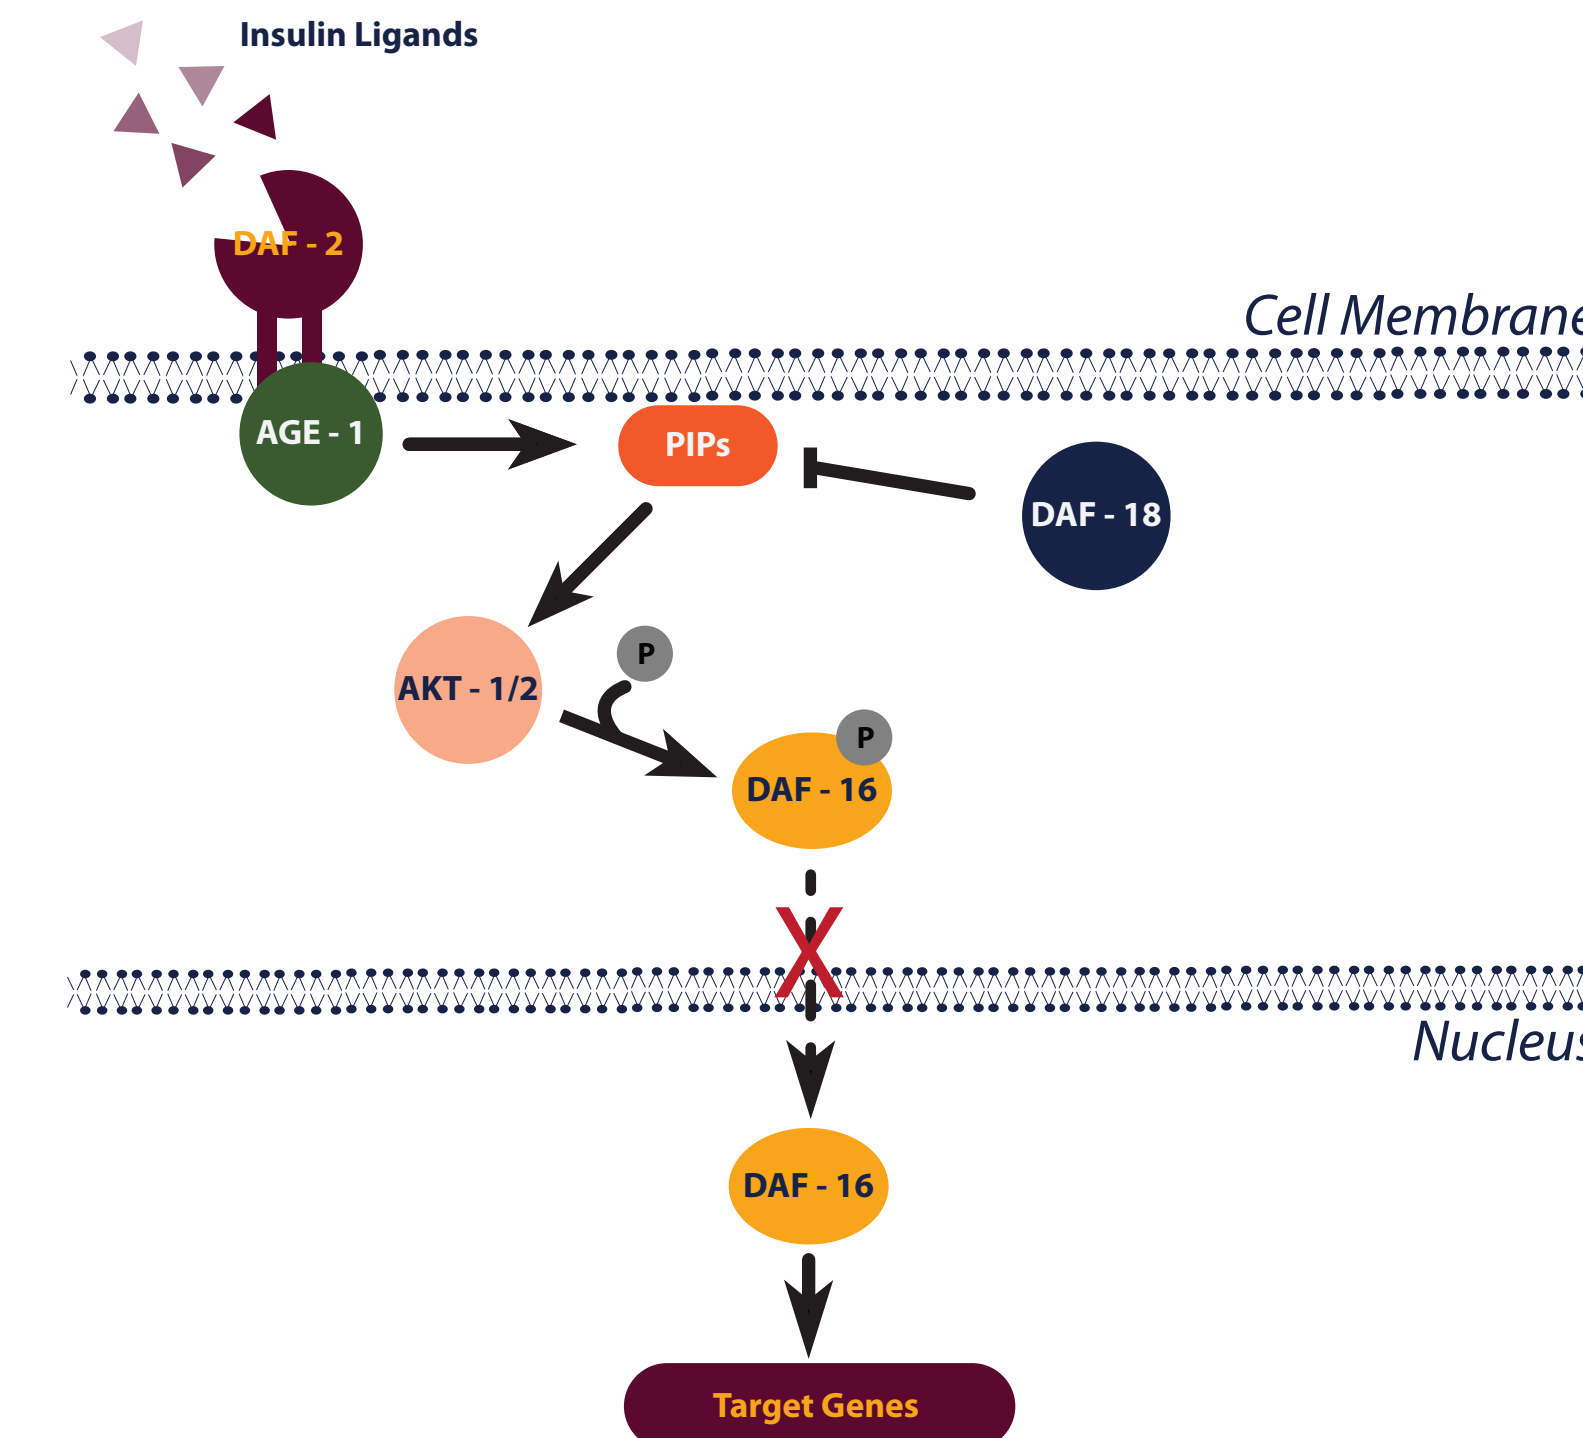 Insulin Ligands
DAF - 2
Cell Membrane
AGE - 1
PIPs
DAF - 18
P
AKT - 1/2
P
DAF - 16
Nucleus
DAF - 16
Target Genes